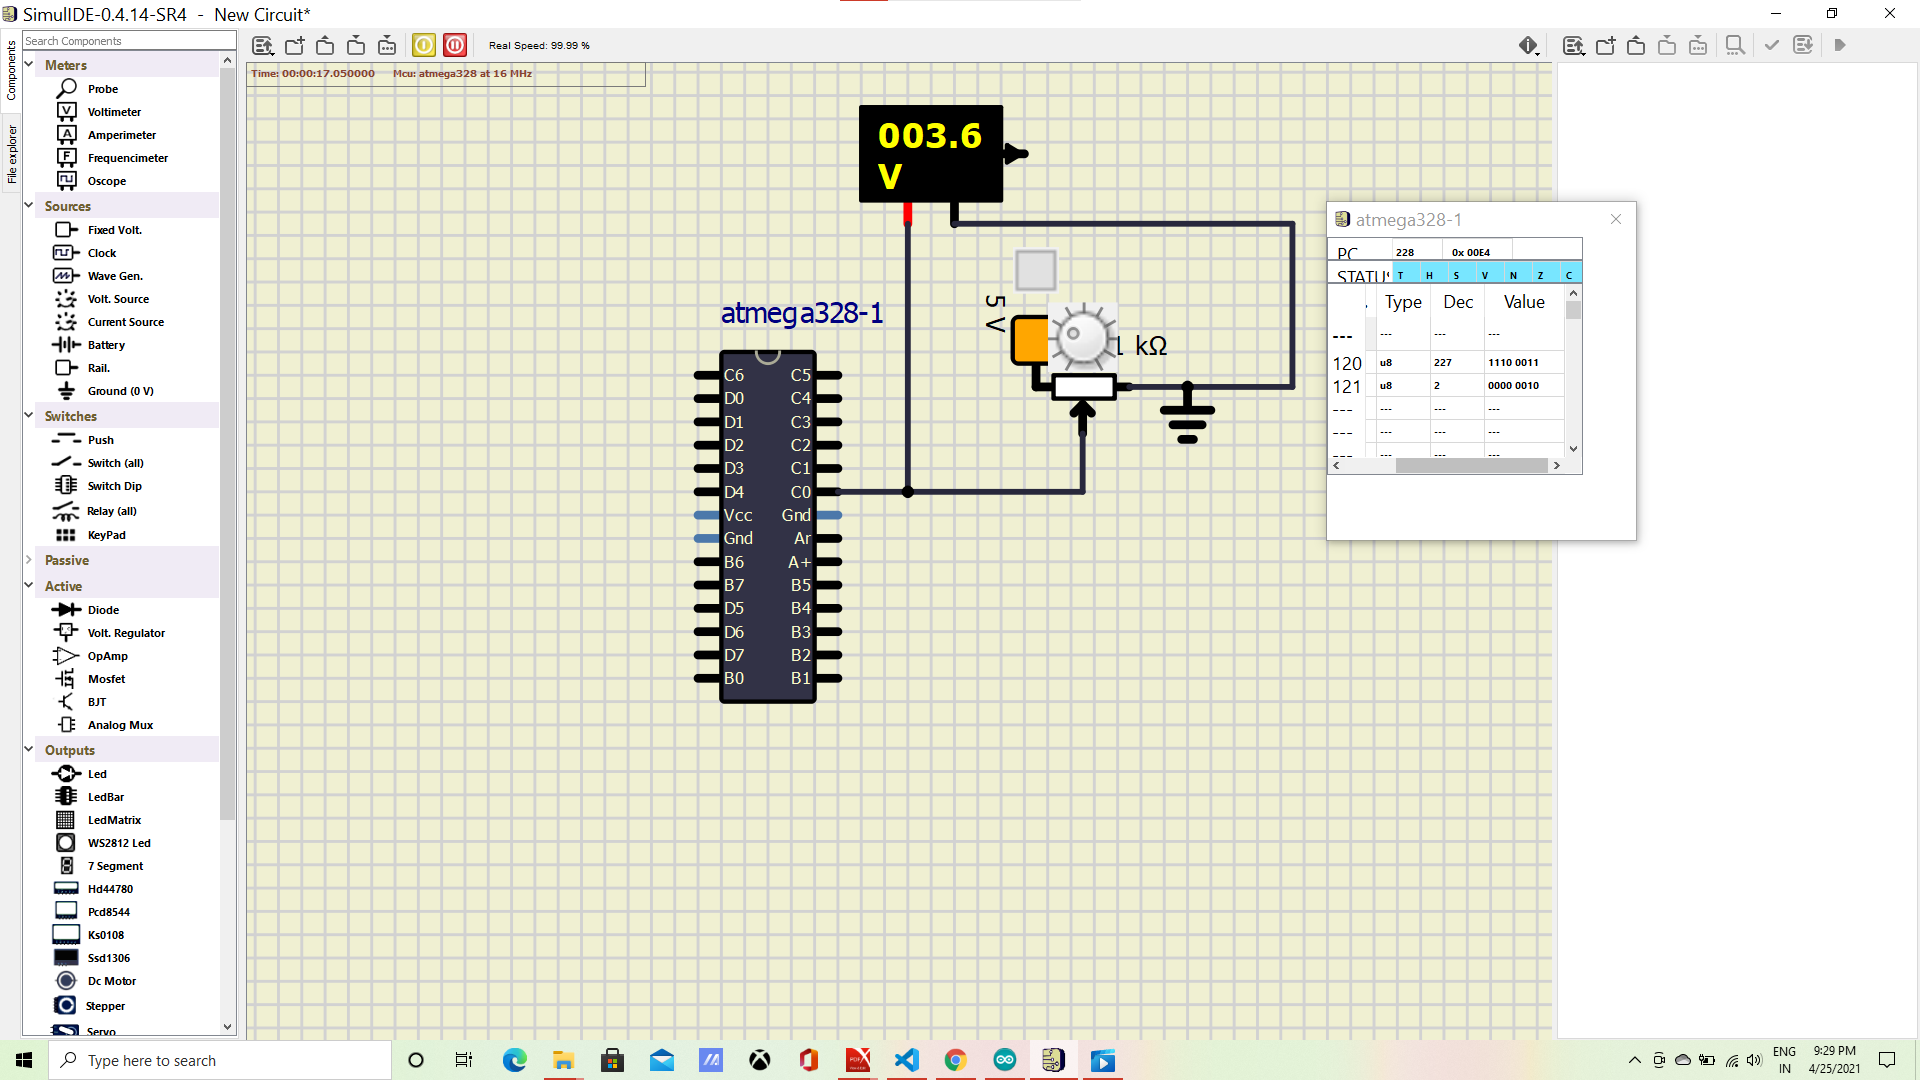 SimulIDE-0.4.14-SR4 - New Circuit*
Components
File explorer
Search Components
Meters
Probe
Voltimeter
Amperimeter
Frequencimeter
Oscope
Sources
Fixed Volt.
Clock
Wave Gen.
Volt. Source
Current Source
Battery
Rail.
Ground (0 V)
Switches
Push
Switch (all)
Switch Dip
Relay (all)
KeyPad
Passive
Active
Diode
Volt. Regulator
OpAmp
Mosfet
BJT
Analog Mux
Outputs
Led
LedBar
LedMatrix
WS2812 Led
7 Segment
Hd44780
Pcd8544
Ks0108
Ssd1306
Dc Motor
Stepper
Servo
Real Speed: 99.99 %
Time: 00:00:17.050000 Mcu: atmega328 at 16 MHz
003.6
V
5 V
1 kΩ
atmega328-1
C6 C5
D0 C4
D1 C3
D2 C2
D3 C1
D4 C0
Vcc Gnd
Gnd Ar
B6 A+
B7 B5
D5 B4
D6 B3
D7 B2
B0 B1
atmega328-1
PC 228 0x 00E4
STATUS T H S V N Z C
Type Dec Value
--- --- --- ---
120 u8 227 1110 0011
121 u8 2 0000 0010
--- --- --- ---
--- --- --- ---
--- --- --- ---
Type here to search
ENG
IN
9:29 PM
4/25/2021